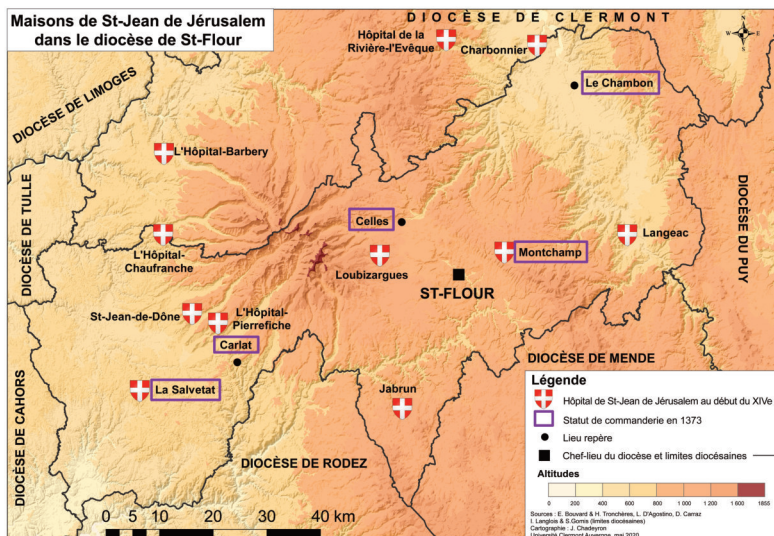 Maisons de St-Jean de Jérusalem
dans le diocèse de St-Flour
DIOCÈSE DE CLERMONT
Hôpital de la
Rivière-l'Evêque
Charbonnier
Le Chambon
DIOCÈSE DE LIMOGES
L'Hôpital-Barbery
DIOCÈSE DE TULLE
L'Hôpital-
Chaufranche
Celles
Loubizargues
Montchamp
Langeac
DIOCÈSE DU PUY
ST-FLOUR
St-Jean-de-Dône
L'Hôpital-
Pierrefiche
Carlat
La Salvetat
Jabrun
DIOCÈSE DE CAHORS
DIOCÈSE DE RODEZ
DIOCÈSE DE MENDE
0 5 10 20 30 40 km
N
W E
S
Légende
Hôpital de St-Jean de Jérusalem au début du XIVe
Statut de commanderie en 1373
Lieu repère
Chef-lieu du diocèse et limites diocésaines
Altitudes
0 200 600 800 1 000 1 200 1 400 1 600 1855
Sources : E. Bouvard & H. Tronchères, L. D'Agostino, D. Carraz
I. Langlois & S.Gomis (limites diocésaines)
Cartographie : J. Chadeyron
Université Clermont Auvergne, mai 2020